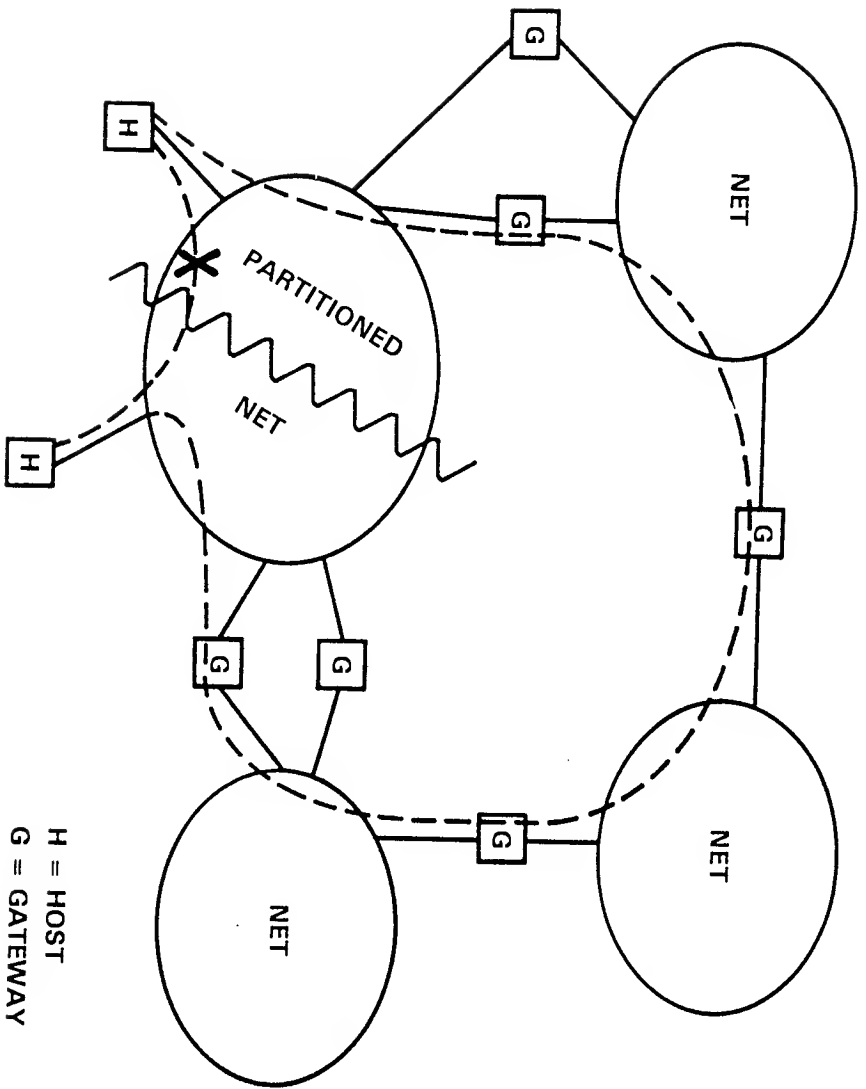 NET
G
NET
G
G
G
PARTITIONED
NET
G
G
NET
H
H
H = HOST
G = GATEWAY